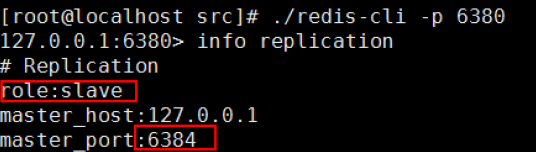 [root@localhost src]# ./redis-cli -p 6380
127.0.0.1:6380> info replication
# Replication
role:slave
master_host:127.0.0.1
master_port:6384